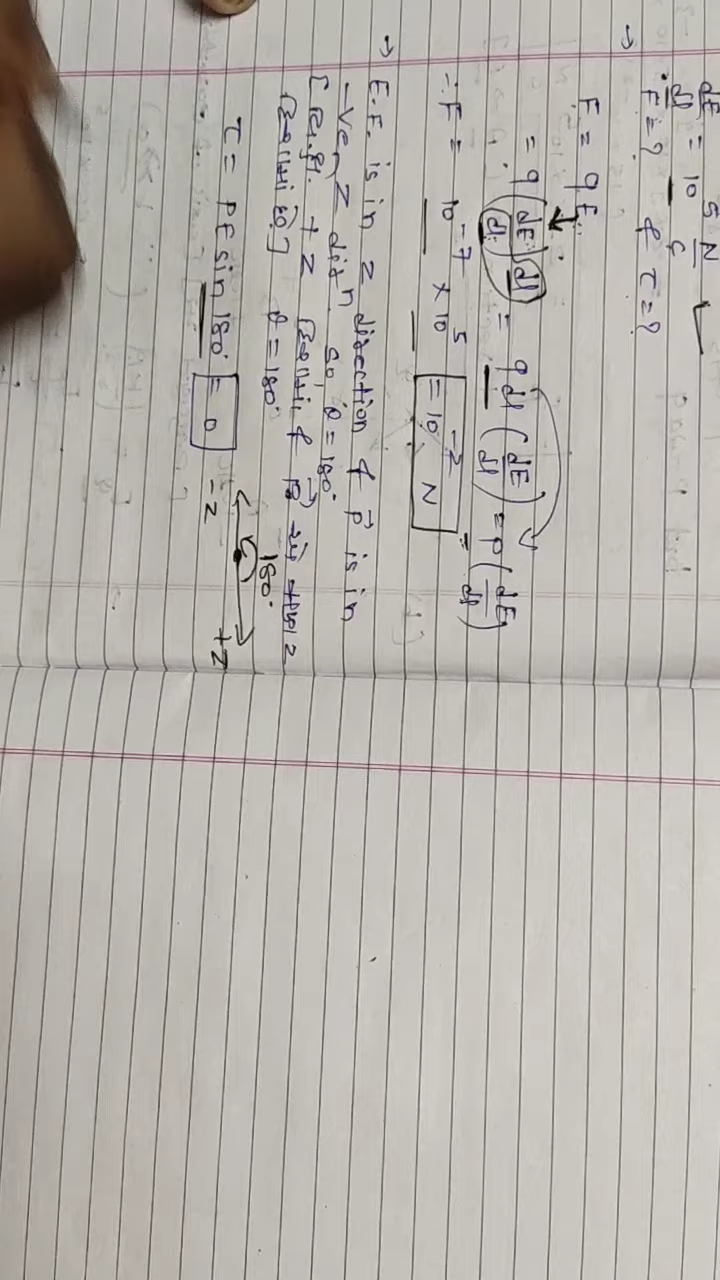 dE/dl = 10^5 N/C
F = ? & τ = ?
→ F = qE
= q (dE/dl) (dl) = q dl (dE/dl) = p (dE/dl)
∴ F = 10^-7 × 10^5 = 10^-2 N
→ E.F. is in z direction & p⃗ is in
-ve z dirn. so, θ = 180°
θ = 180°
τ = PE sin 180° = 0
180°
-z +z